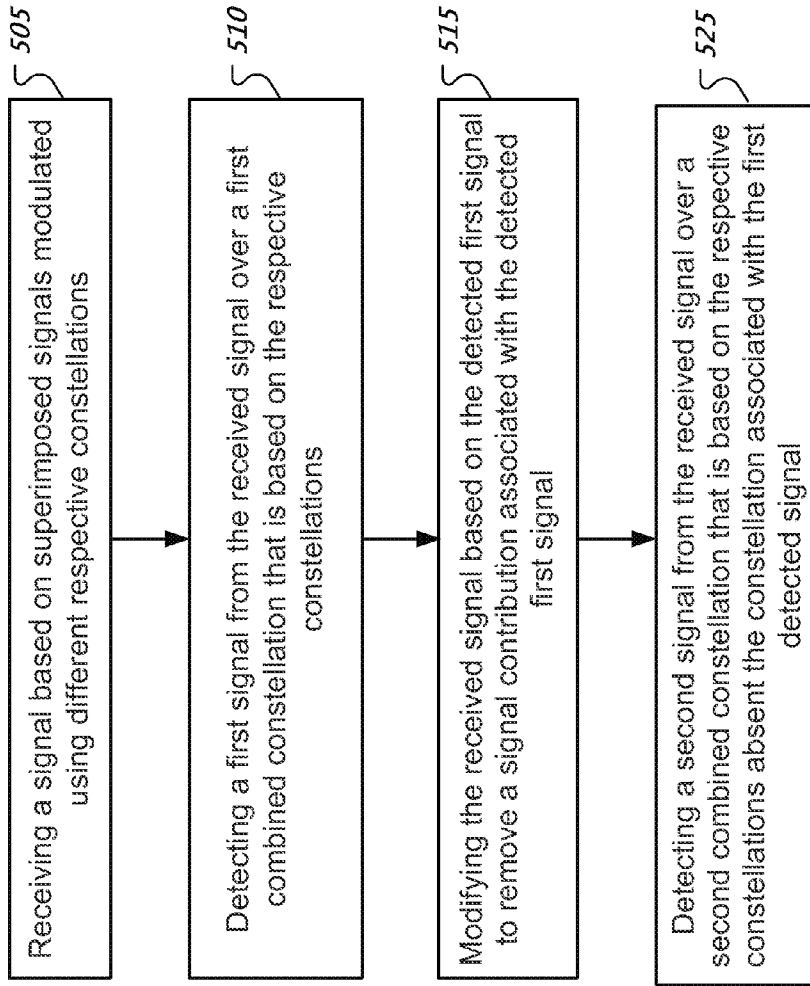 505
Receiving a signal based on superimposed signals modulated
using different respective constellations
510
Detecting a first signal from the received signal over a first
combined constellation that is based on the respective
constellations
515
Modifying the received signal based on the detected first signal
to remove a signal contribution associated with the detected
first signal
525
Detecting a second signal from the received signal over a
second combined constellation that is based on the respective
constellations absent the constellation associated with the first
detected signal